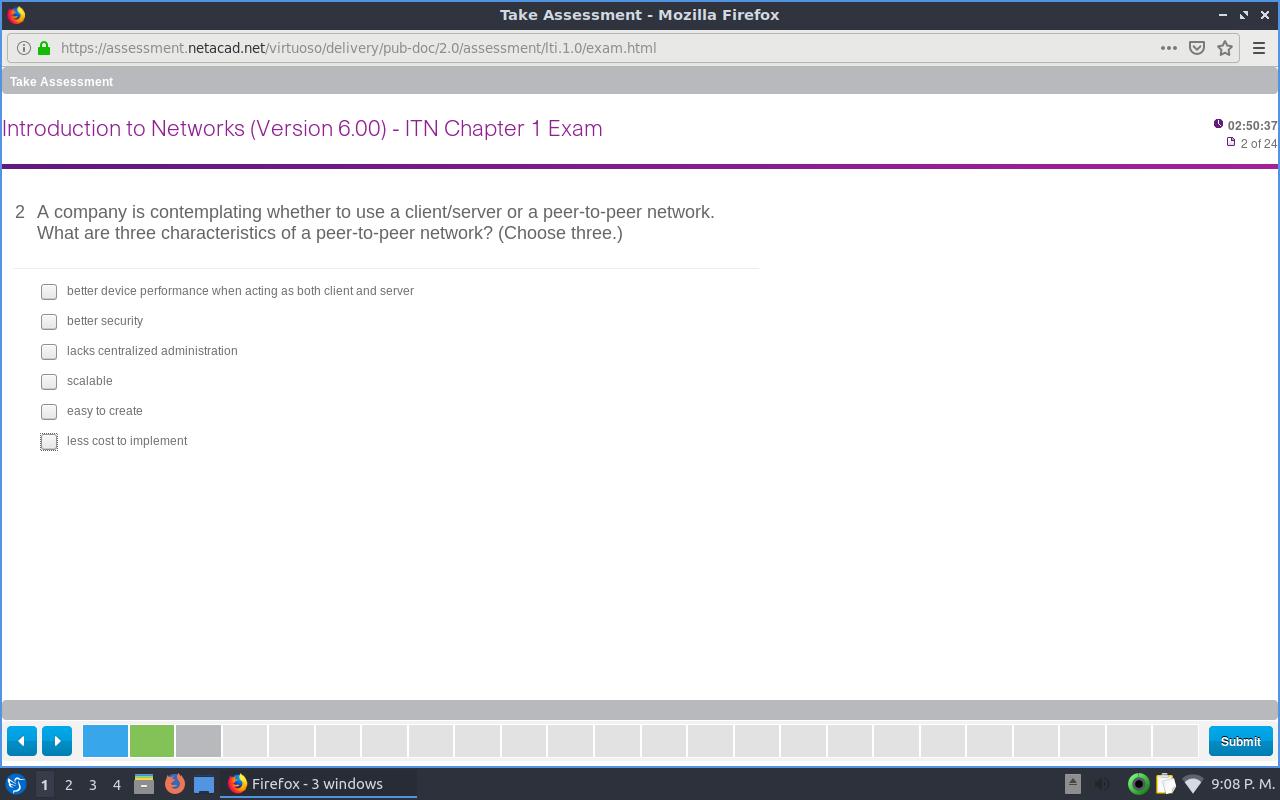 Take Assessment - Mozilla Firefox
https://assessment.netacad.net/virtuoso/delivery/pub-doc/2.0/assessment/lti.1.0/exam.html
Take Assessment
Introduction to Networks (Version 6.00) - ITN Chapter 1 Exam
02:50:37
2 of 24
2 A company is contemplating whether to use a client/server or a peer-to-peer network.
What are three characteristics of a peer-to-peer network? (Choose three.)
better device performance when acting as both client and server
better security
lacks centralized administration
scalable
easy to create
less cost to implement
Submit
1 2 3 4 Firefox - 3 windows 9:08 P. M.